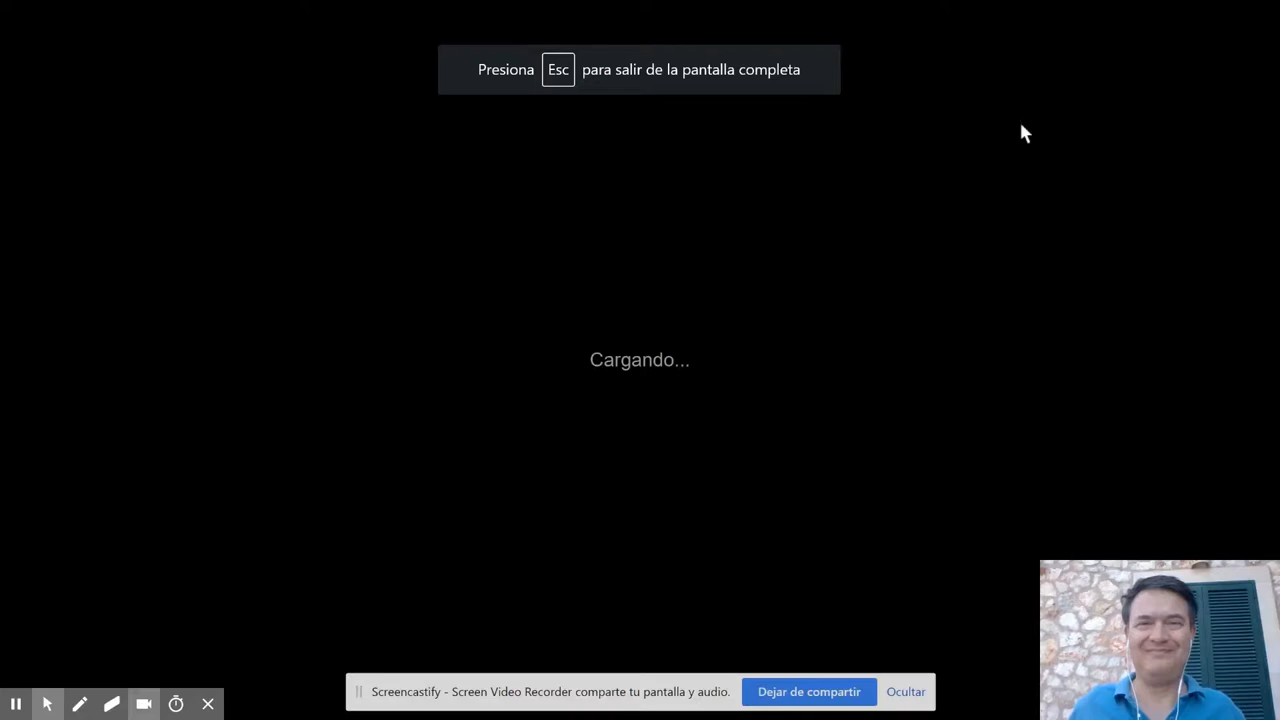 Presiona Esc para salir de la pantalla completa
Cargando...
Screencastify - Screen Video Recorder comparte tu pantalla y audio. Dejar de compartir Ocultar